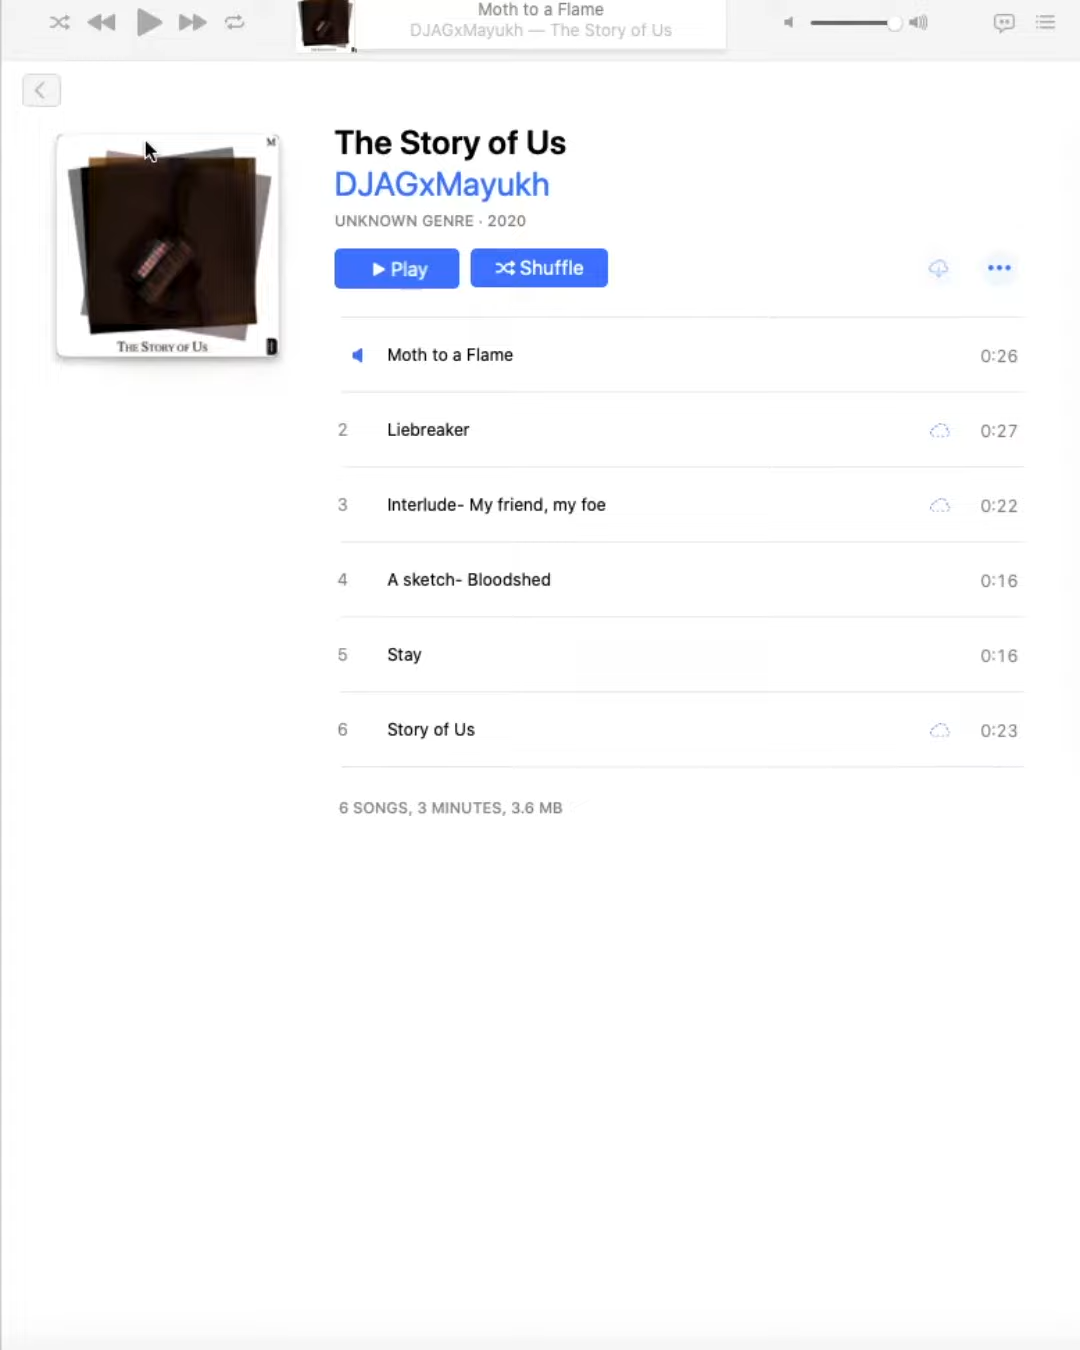 Moth to a Flame
DJAGxMayukh — The Story of Us
M
The Story of Us
The Story of Us
DJAGxMayukh
UNKNOWN GENRE · 2020
Play
Shuffle
Moth to a Flame 0:26
2 Liebreaker 0:27
3 Interlude- My friend, my foe 0:22
4 A sketch- Bloodshed 0:16
5 Stay 0:16
6 Story of Us 0:23
6 SONGS, 3 MINUTES, 3.6 MB